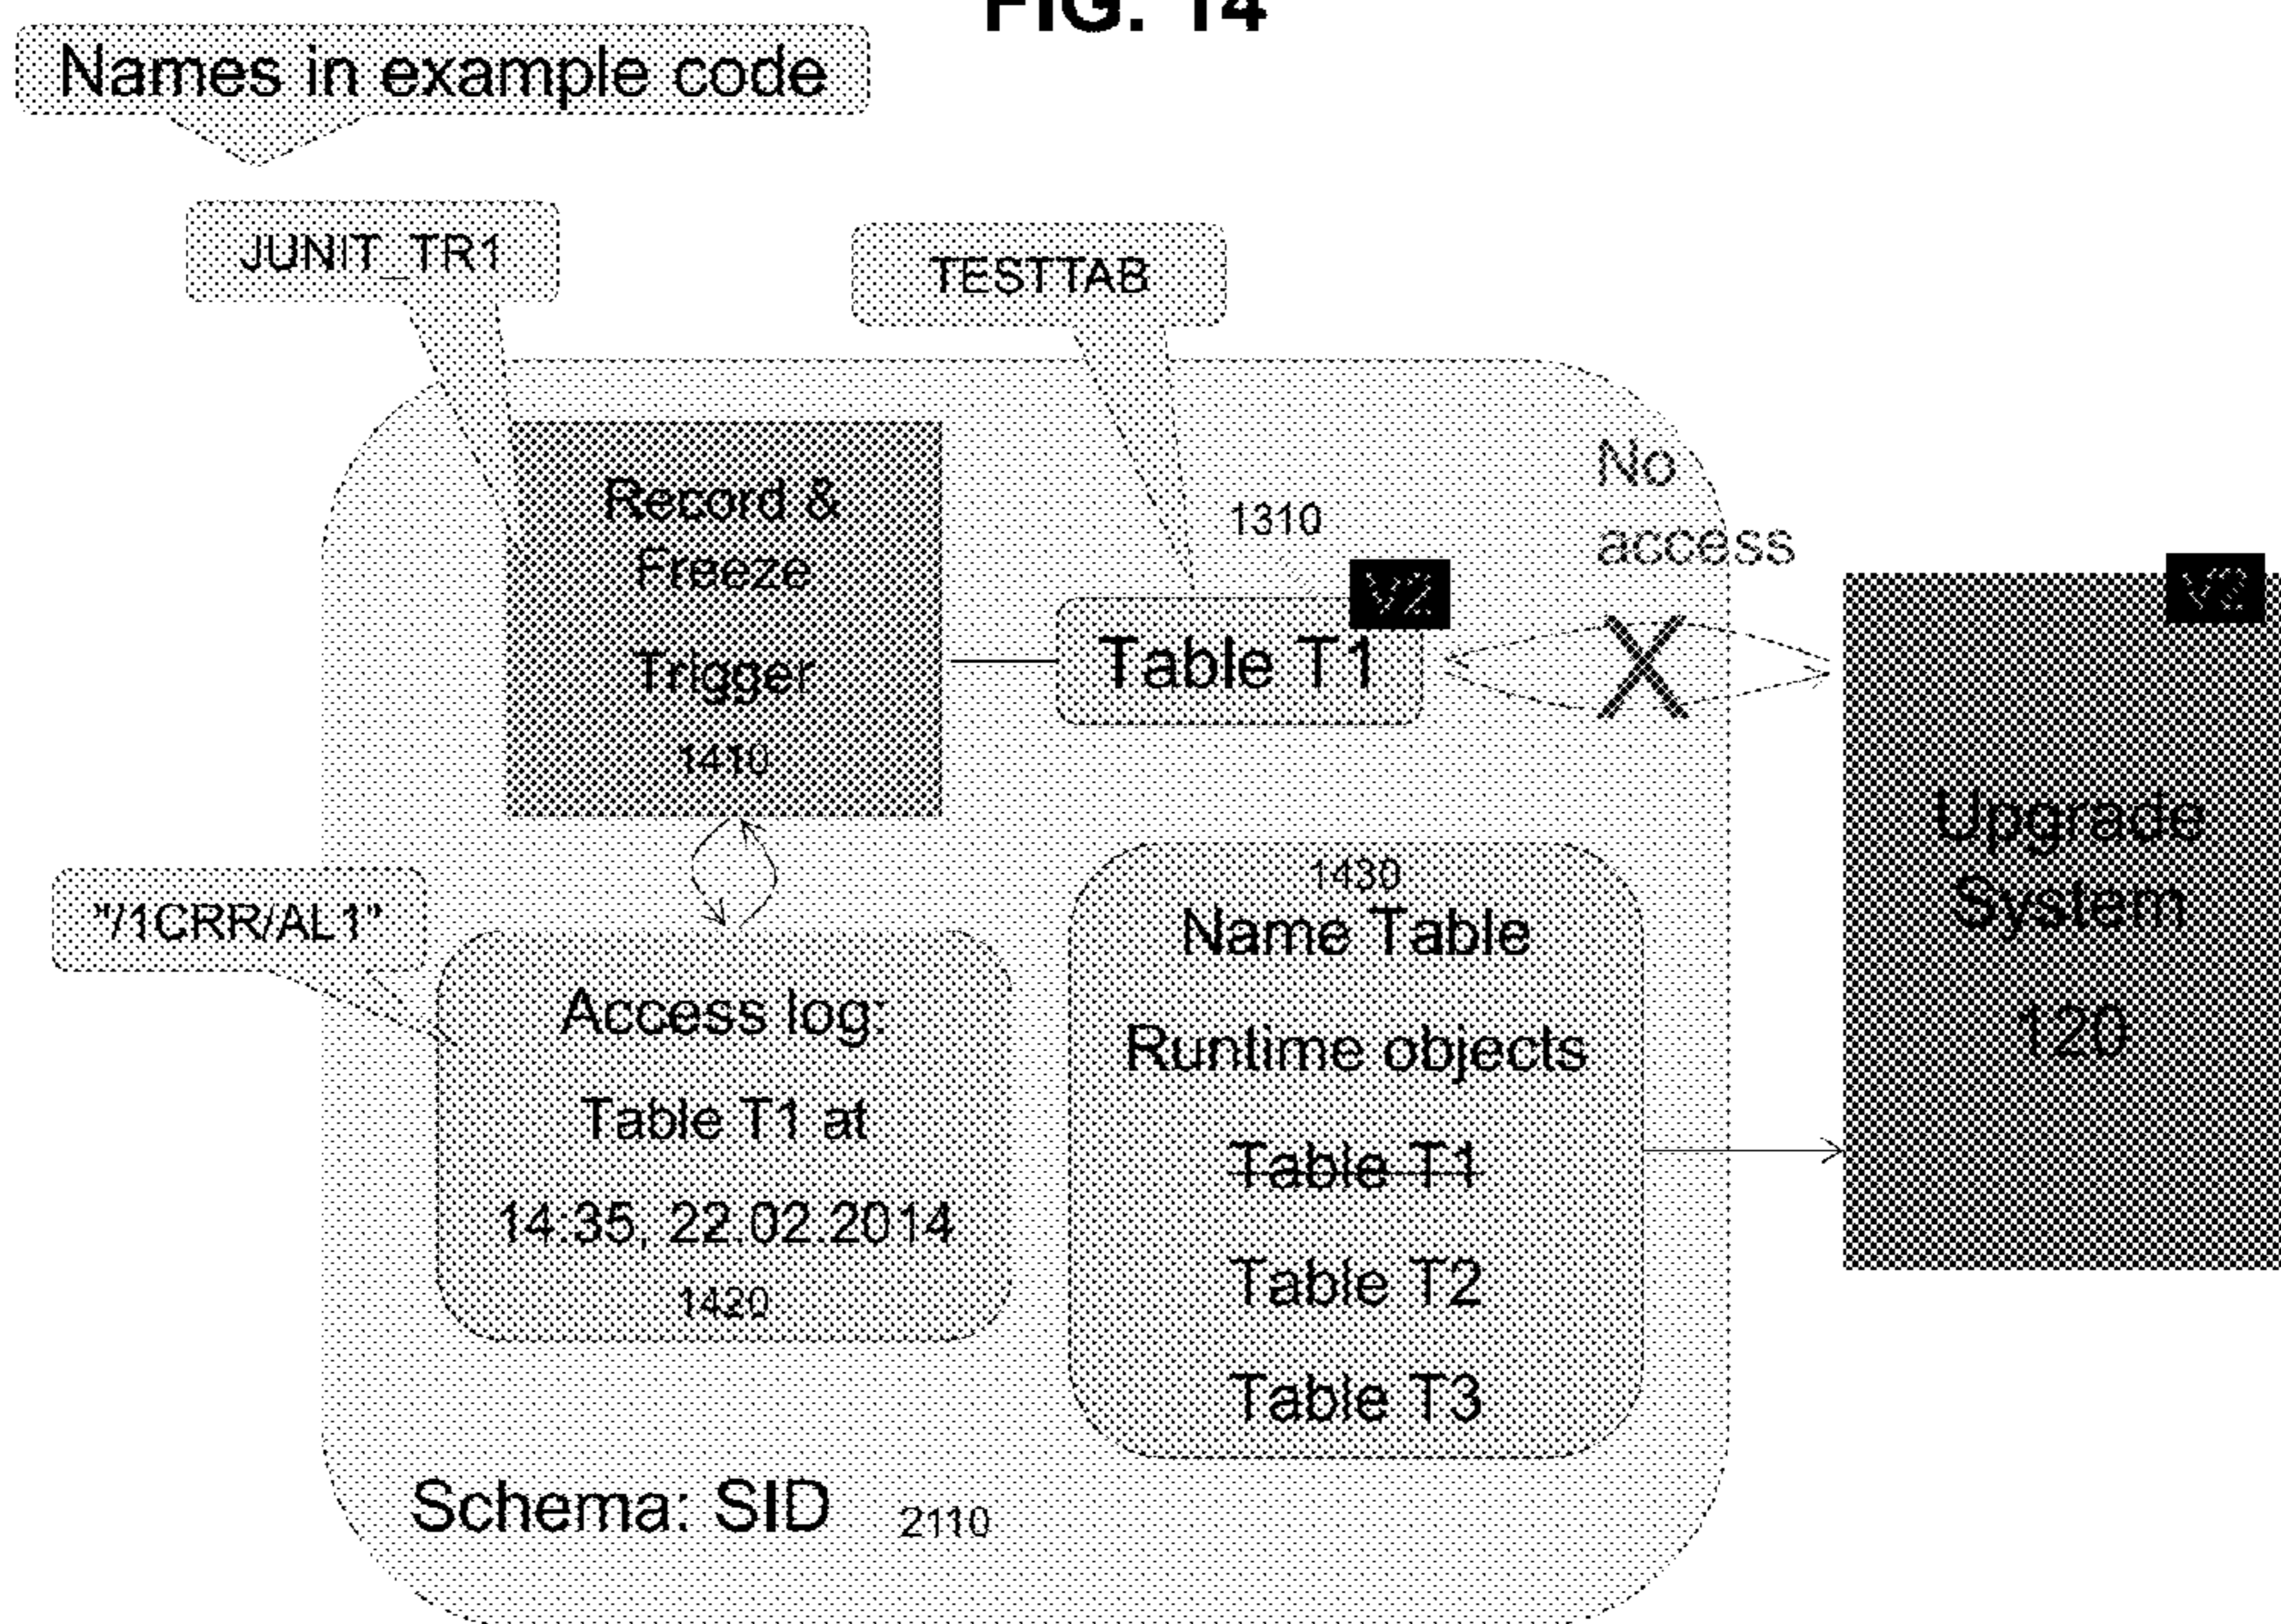 FIG. 14
Names in example code
JUNIT_TR1
TESTTAB
Record &
Freeze
Trigger
1410
1310
V2
Table T1
No
access
X
V2
Upgrade
System
120
"/1CRR/AL1"
Access log:
Table T1 at
14:35, 22.02.2014
1420
1430
Name Table
Runtime objects
Table T1
Table T2
Table T3
Schema: SID
2110